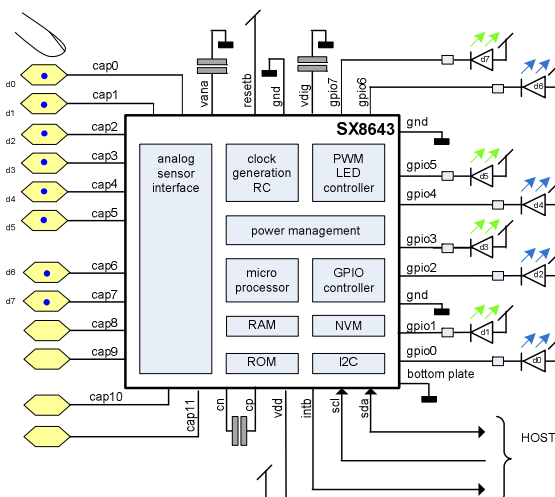 cap0
d0
cap1
d1
cap2
d2
cap3
d3
cap4
d4
cap5
d5
cap6
d6
cap7
d7
cap8
cap9
cap10
cap11
vana
resetb
gnd
vdig
gpio7
gpio6
d7
d6
SX8643
gnd
analog
sensor
interface
clock
generation
RC
PWM
LED
controller
power management
micro
processor
GPIO
controller
RAM
NVM
ROM
I2C
gpio5
d5
gpio4
d4
gpio3
d3
gpio2
d2
gnd
gpio1
d1
gpio0
d0
bottom plate
cn
cp
vdd
intb
scl
sda
HOST